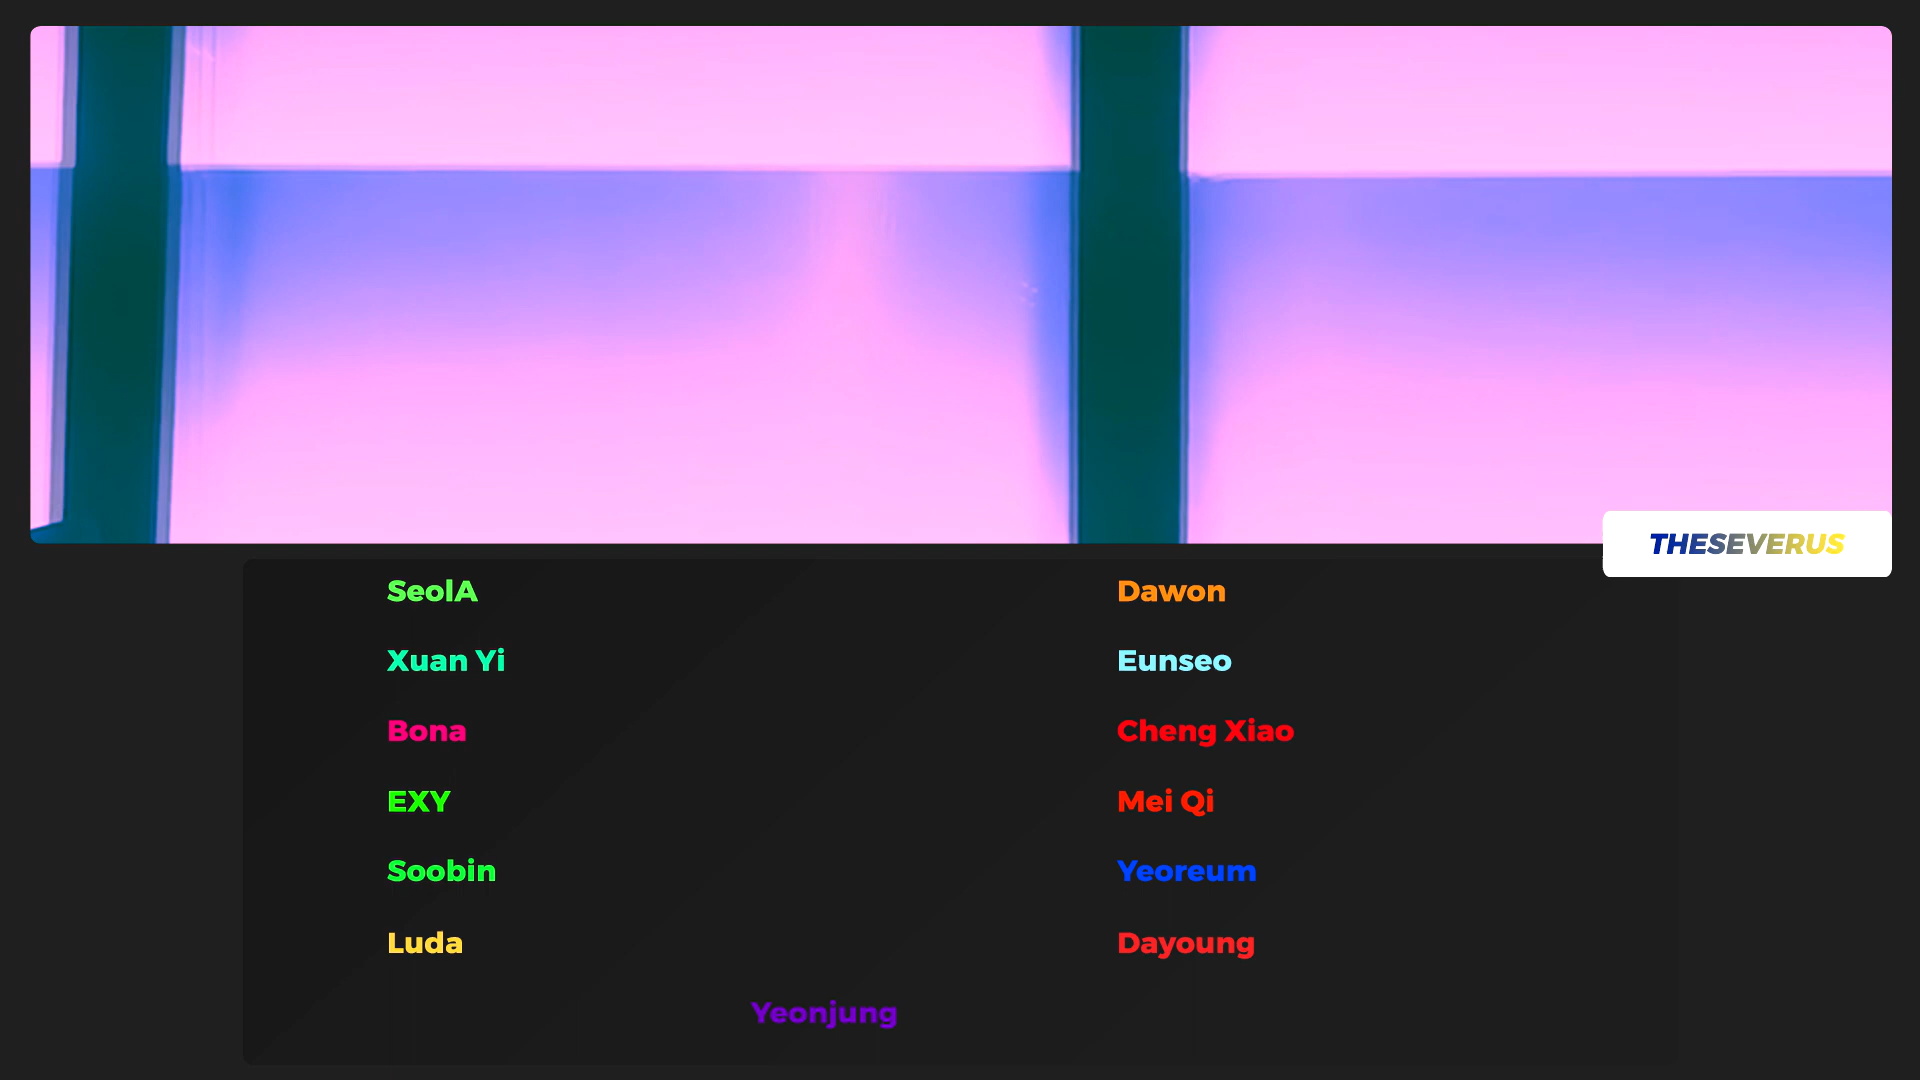 THESEVERUS
SeolA
Dawon
Xuan Yi
Eunseo
Bona
Cheng Xiao
EXY
Mei Qi
Soobin
Yeoreum
Luda
Dayoung
Yeonjung